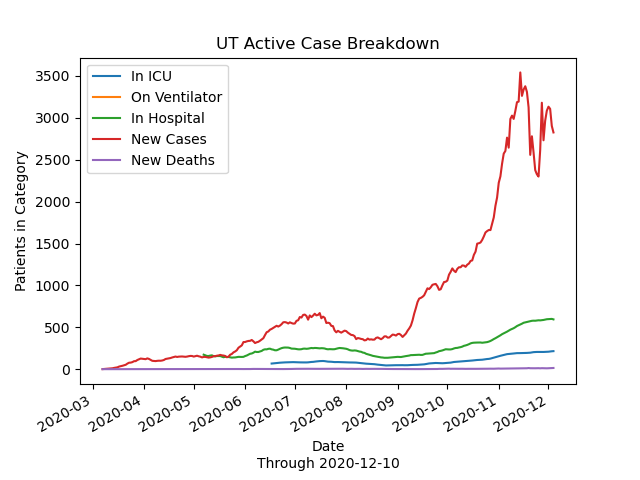 UT Active Case Breakdown
In ICU
On Ventilator
In Hospital
New Cases
New Deaths
Patients in Category
3500
3000
2500
2000
1500
1000
500
0
2020-03
2020-04
2020-05
2020-06
2020-07
2020-08
2020-09
2020-10
2020-11
2020-12
Date
Through 2020-12-10